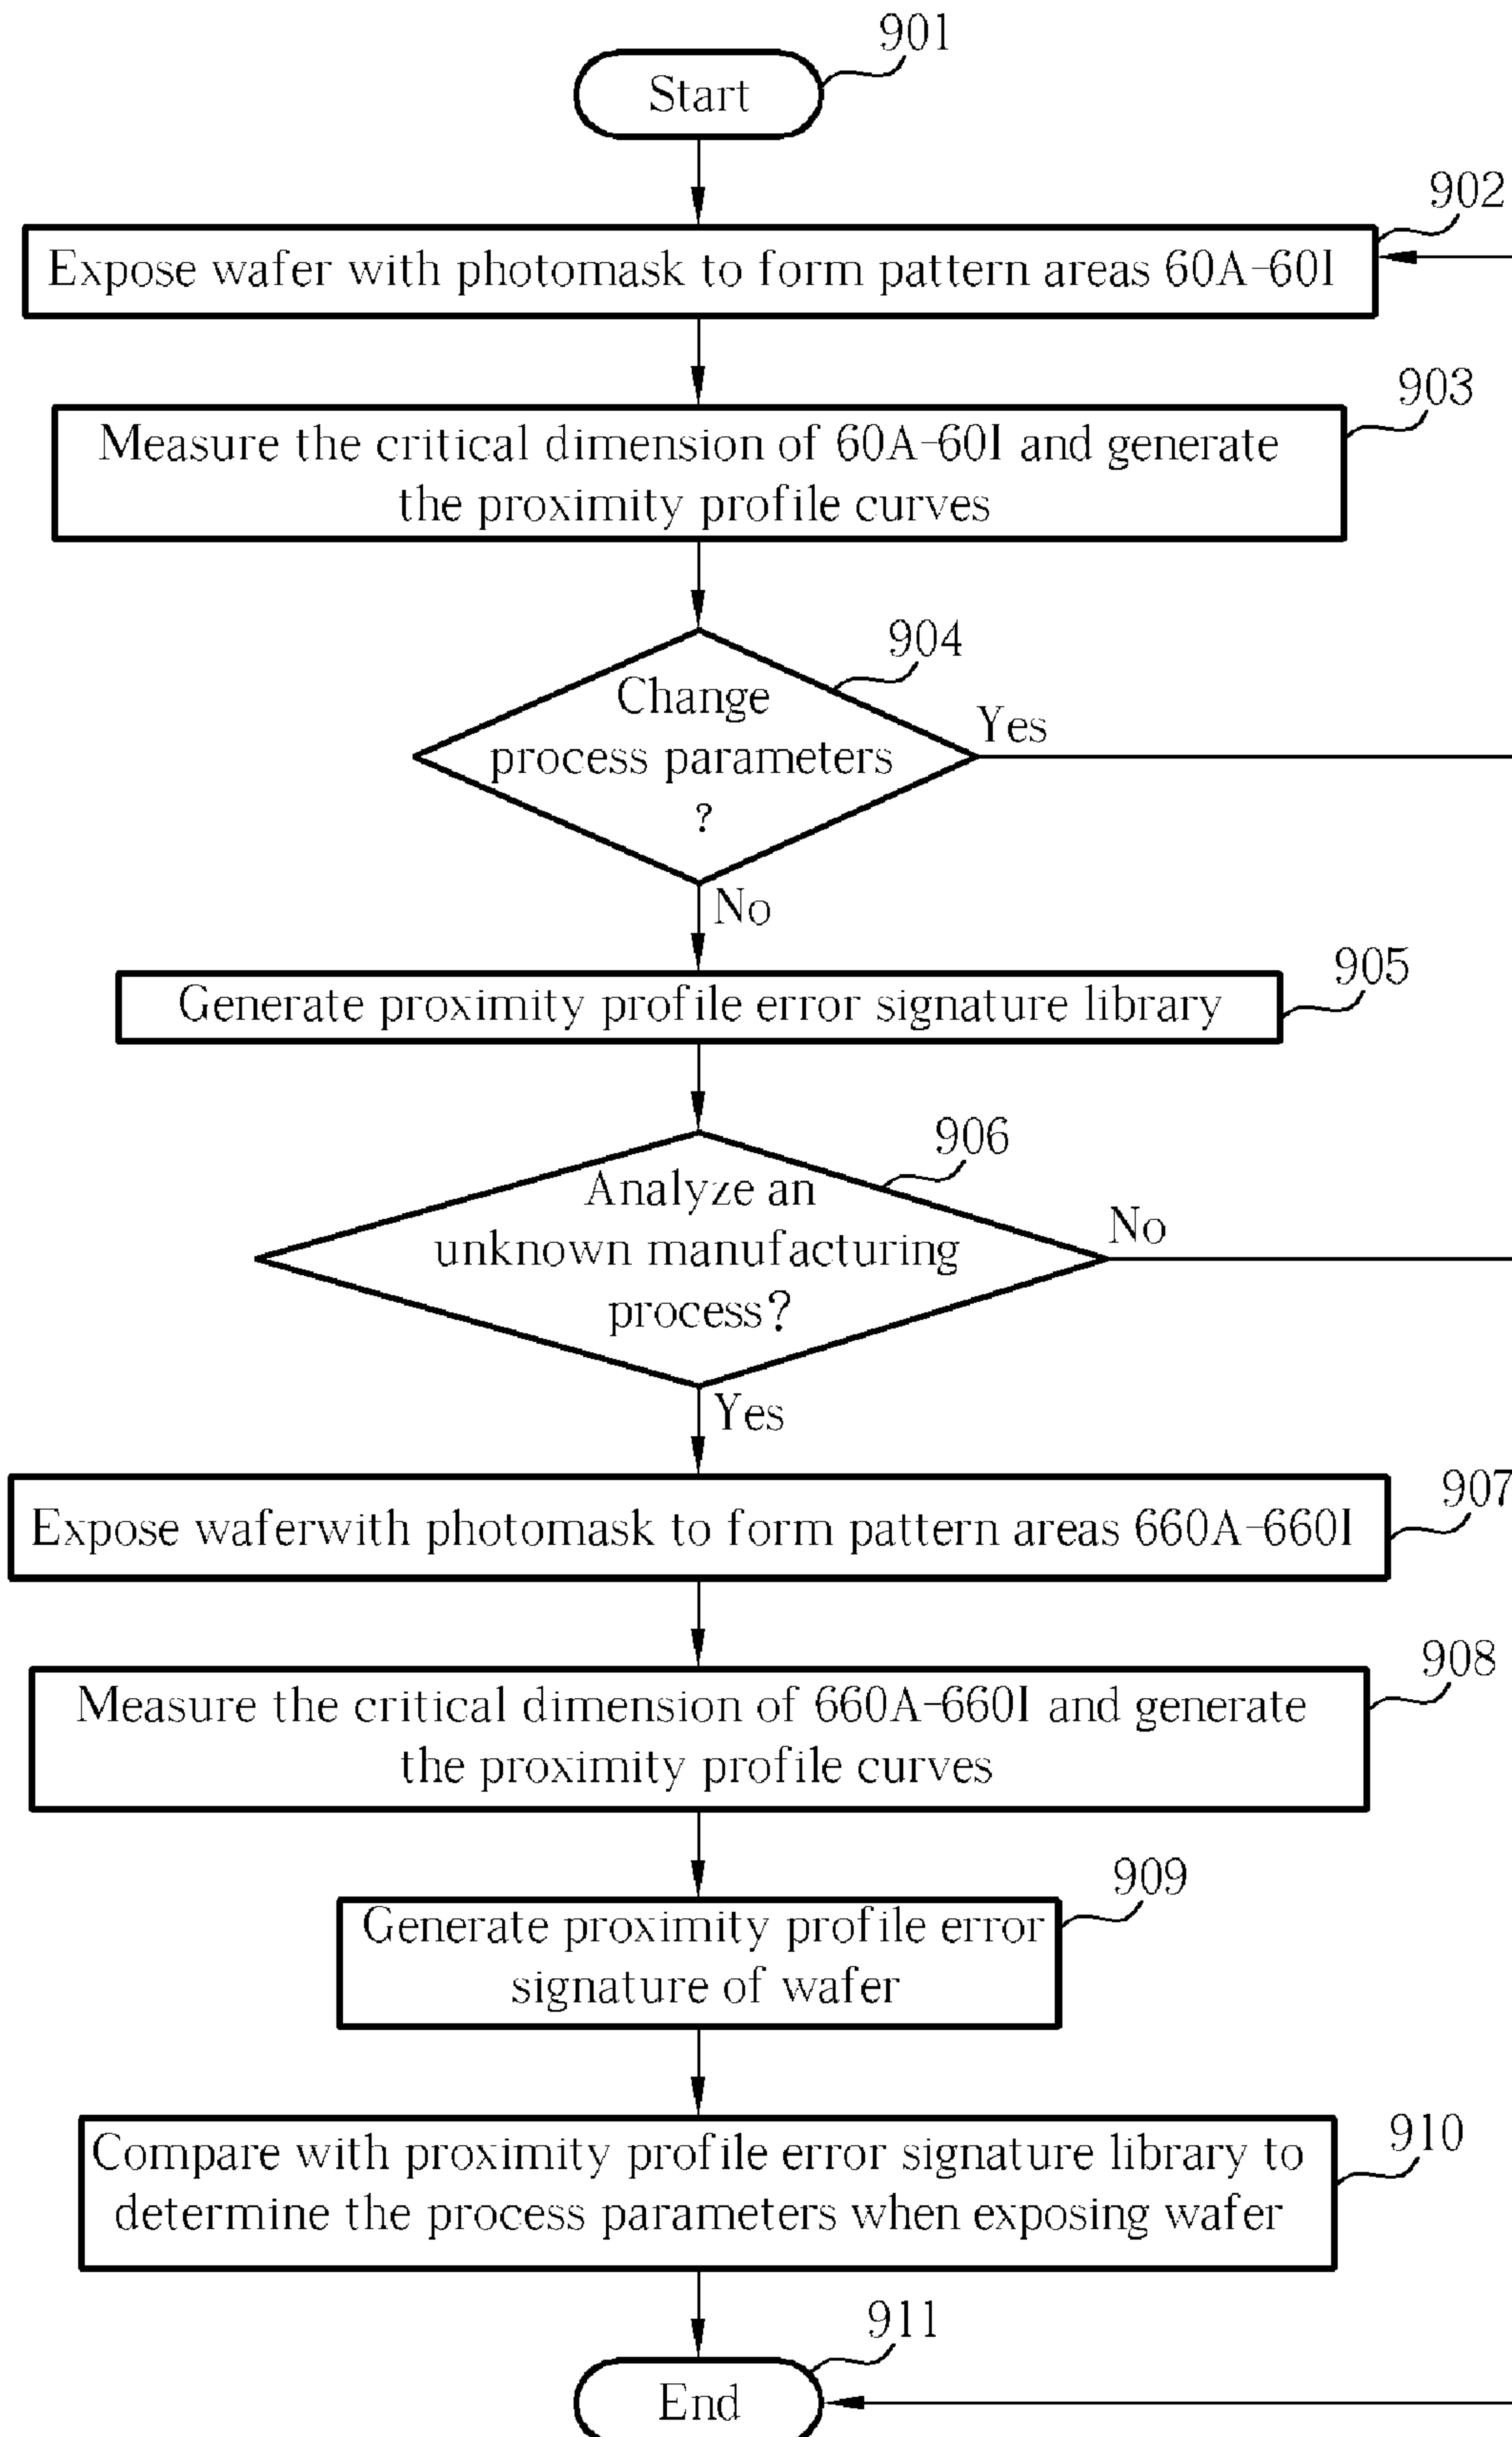 901
Start
902
Expose wafer with photomask to form pattern areas 60A-60I
903
Measure the critical dimension of 60A-60I and generate
the proximity profile curves
904
Change
process parameters
?
Yes
No
905
Generate proximity profile error signature library
906
Analyze an
unknown manufacturing
process?
No
Yes
907
Expose waferwith photomask to form pattern areas 660A-660I
908
Measure the critical dimension of 660A-660I and generate
the proximity profile curves
909
Generate proximity profile error
signature of wafer
910
Compare with proximity profile error signature library to
determine the process parameters when exposing wafer
911
End